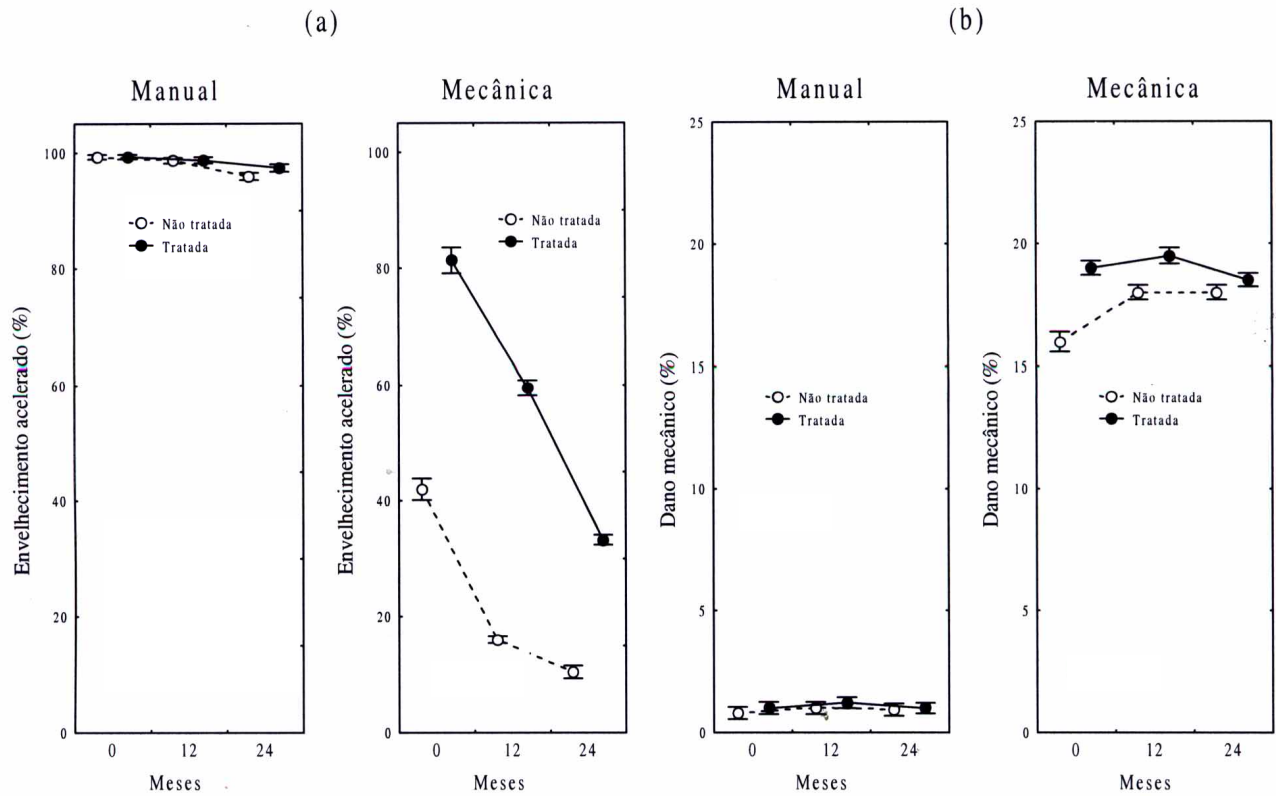 (a)
(b)
Manual
Mecânica
Manual
Mecânica
Envelhecimento acelerado (%)
100
80
60
40
20
0
Não tratada
Tratada
0 12 24
Meses
Envelhecimento acelerado (%)
100
80
60
40
20
0
Não tratada
Tratada
0 12 24
Meses
Dano mecânico (%)
25
20
15
10
5
0
Não tratada
Tratada
0 12 24
Meses
Dano mecânico (%)
25
20
15
10
5
0
Não tratada
Tratada
0 12 24
Meses